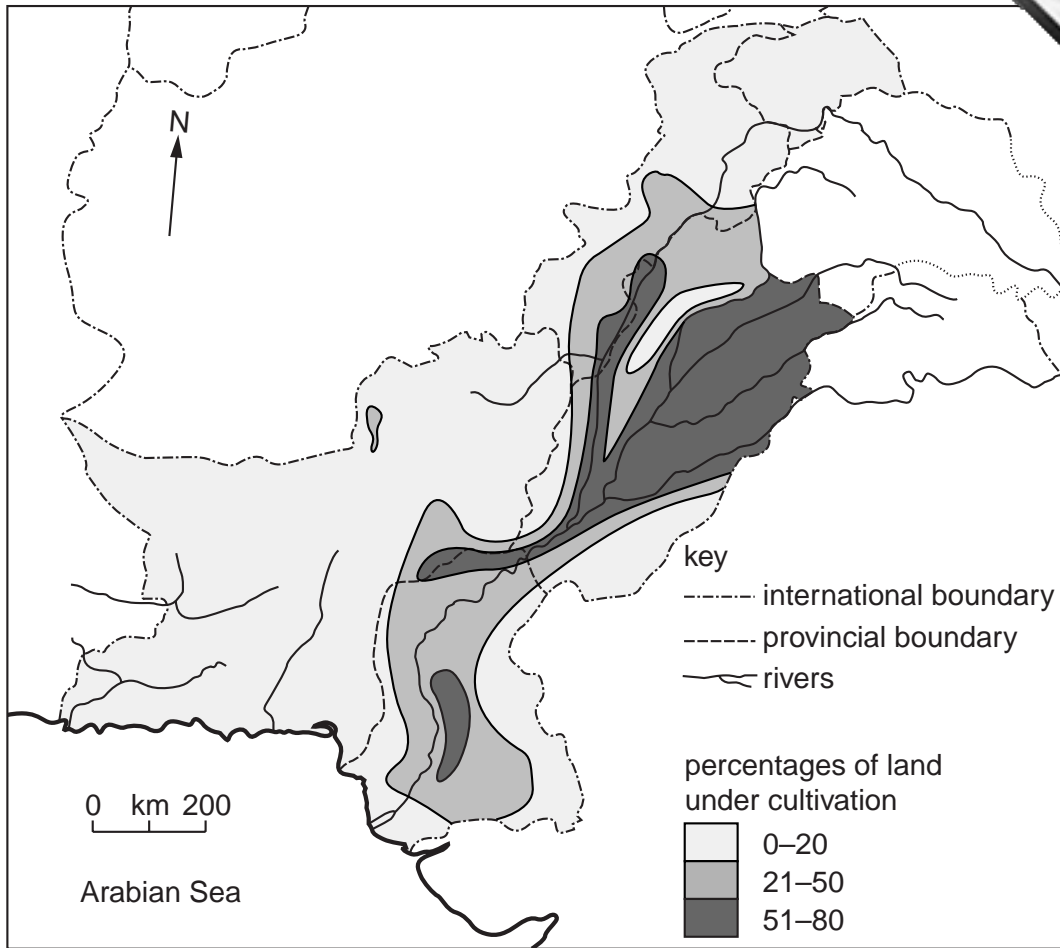 N
key
international boundary
provincial boundary
rivers
percentages of land
under cultivation
0–20
21–50
51–80
0 km 200
Arabian Sea